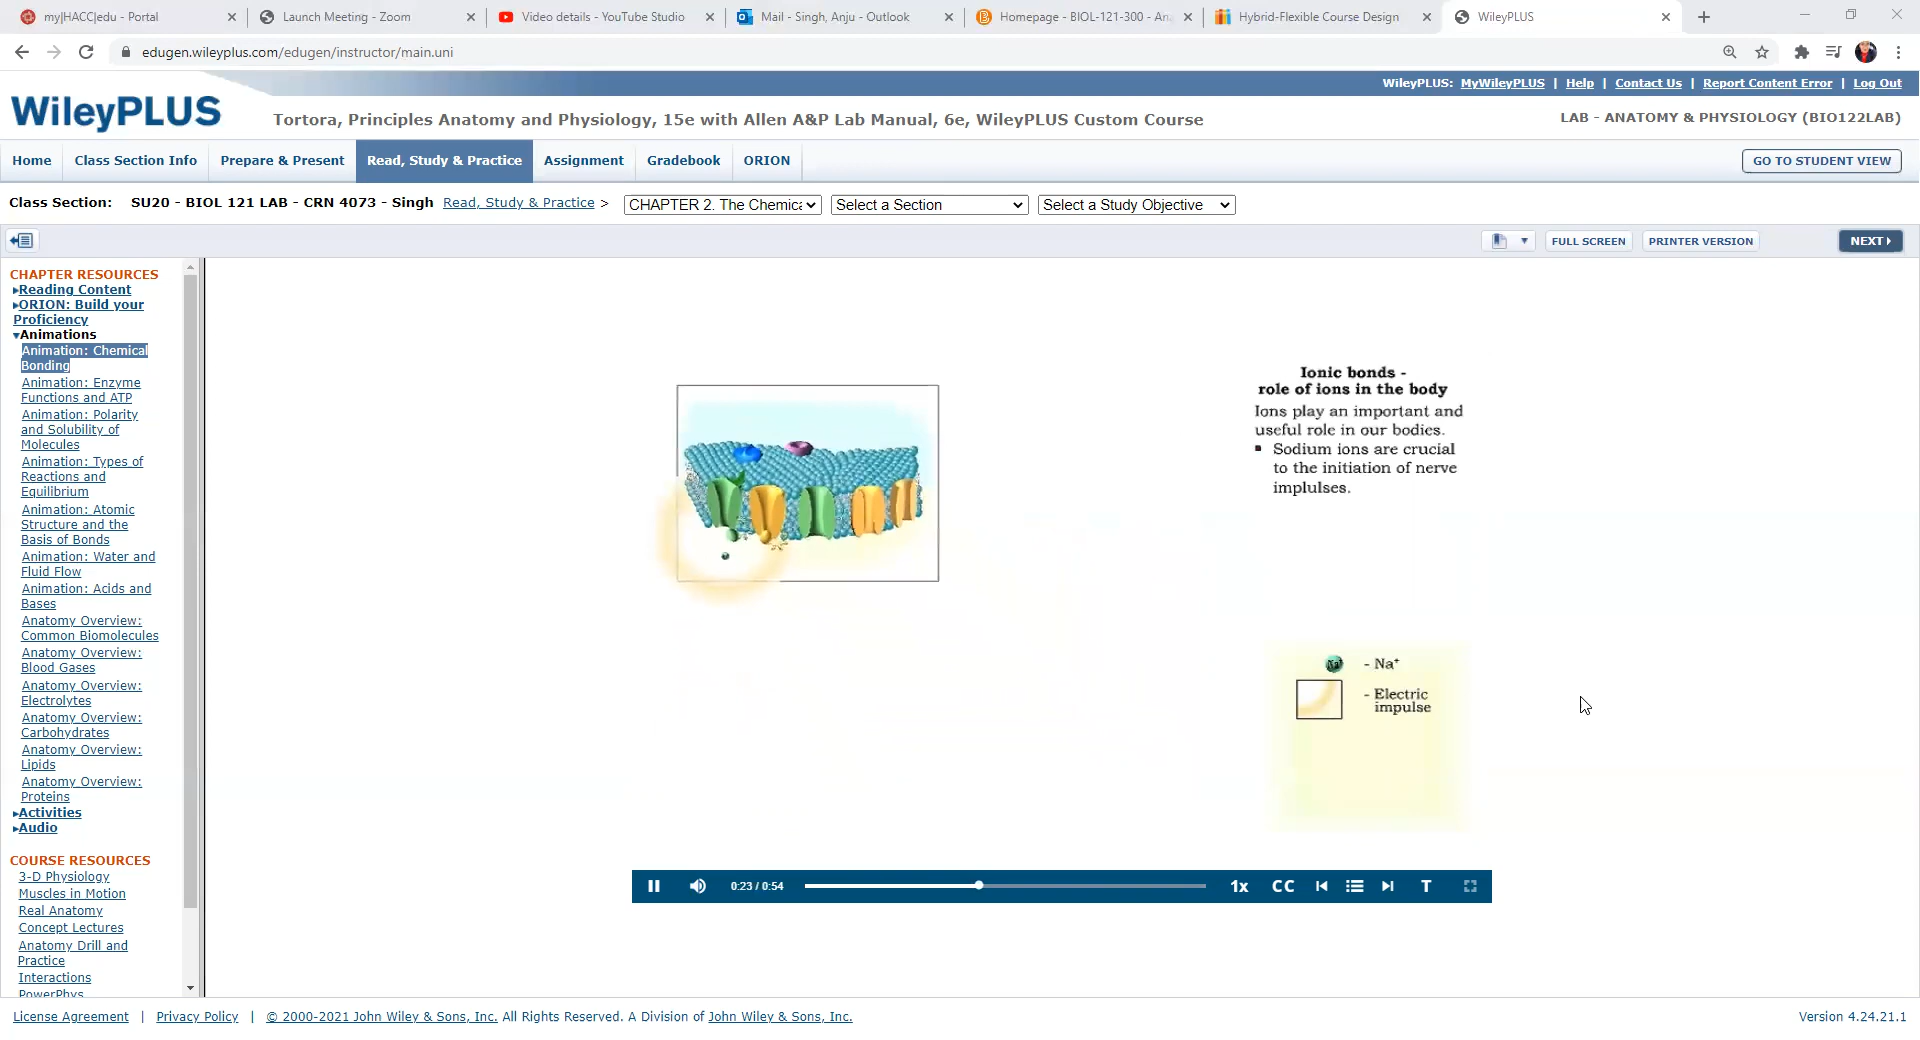 my|HACC|edu - Portal
Launch Meeting - Zoom
Video details - YouTube Studio
Mail - Singh, Anju - Outlook
Homepage - BIOL-121-300 - An
Hybrid-Flexible Course Design
WileyPLUS
edugen.wileyplus.com/edugen/instructor/main.uni
WileyPLUS: MyWileyPLUS | Help | Contact Us | Report Content Error | Log Out
WileyPLUS
Tortora, Principles Anatomy and Physiology, 15e with Allen A&P Lab Manual, 6e, WileyPLUS Custom Course
LAB - ANATOMY & PHYSIOLOGY (BIO122LAB)
Home
Class Section Info
Prepare & Present
Read, Study & Practice
Assignment
Gradebook
ORION
GO TO STUDENT VIEW
Class Section: SU20 - BIOL 121 LAB - CRN 4073 - Singh Read, Study & Practice >
CHAPTER 2. The Chemica
Select a Section
Select a Study Objective
FULL SCREEN
PRINTER VERSION
NEXT
CHAPTER RESOURCES
Reading Content
ORION: Build your
Proficiency
Animations
Animation: Chemical
Bonding
Animation: Enzyme
Functions and ATP
Animation: Polarity
and Solubility of
Molecules
Animation: Types of
Reactions and
Equilibrium
Animation: Atomic
Structure and the
Basis of Bonds
Animation: Water and
Fluid Flow
Animation: Acids and
Bases
Anatomy Overview:
Common Biomolecules
Anatomy Overview:
Blood Gases
Anatomy Overview:
Electrolytes
Anatomy Overview:
Carbohydrates
Anatomy Overview:
Lipids
Anatomy Overview:
Proteins
Activities
Audio
COURSE RESOURCES
3-D Physiology
Muscles in Motion
Real Anatomy
Concept Lectures
Anatomy Drill and
Practice
Interactions
PowerPhys
Ionic bonds -
role of ions in the body
Ions play an important and
useful role in our bodies.
▪ Sodium ions are crucial
to the initiation of nerve
implulses.
Na⁺ - Na⁺
- Electric
impulse
0:23 / 0:54
1x
CC
T
License Agreement | Privacy Policy | © 2000-2021 John Wiley & Sons, Inc. All Rights Reserved. A Division of John Wiley & Sons, Inc.
Version 4.24.21.1